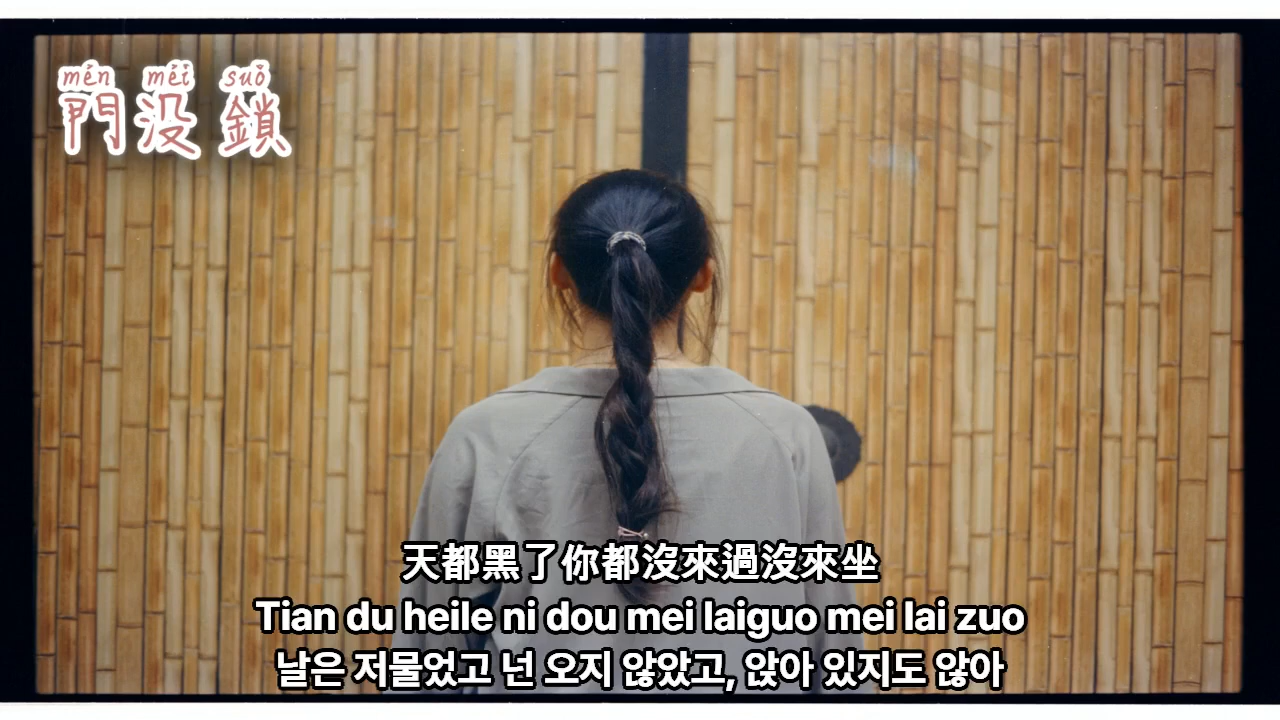 mén méi suǒ
門没鎖
天都黑了你都沒來過沒來坐
Tian du heile ni dou mei laiguo mei lai zuo
날은 저물었고 넌 오지 않았고, 앉아 있지도 않아